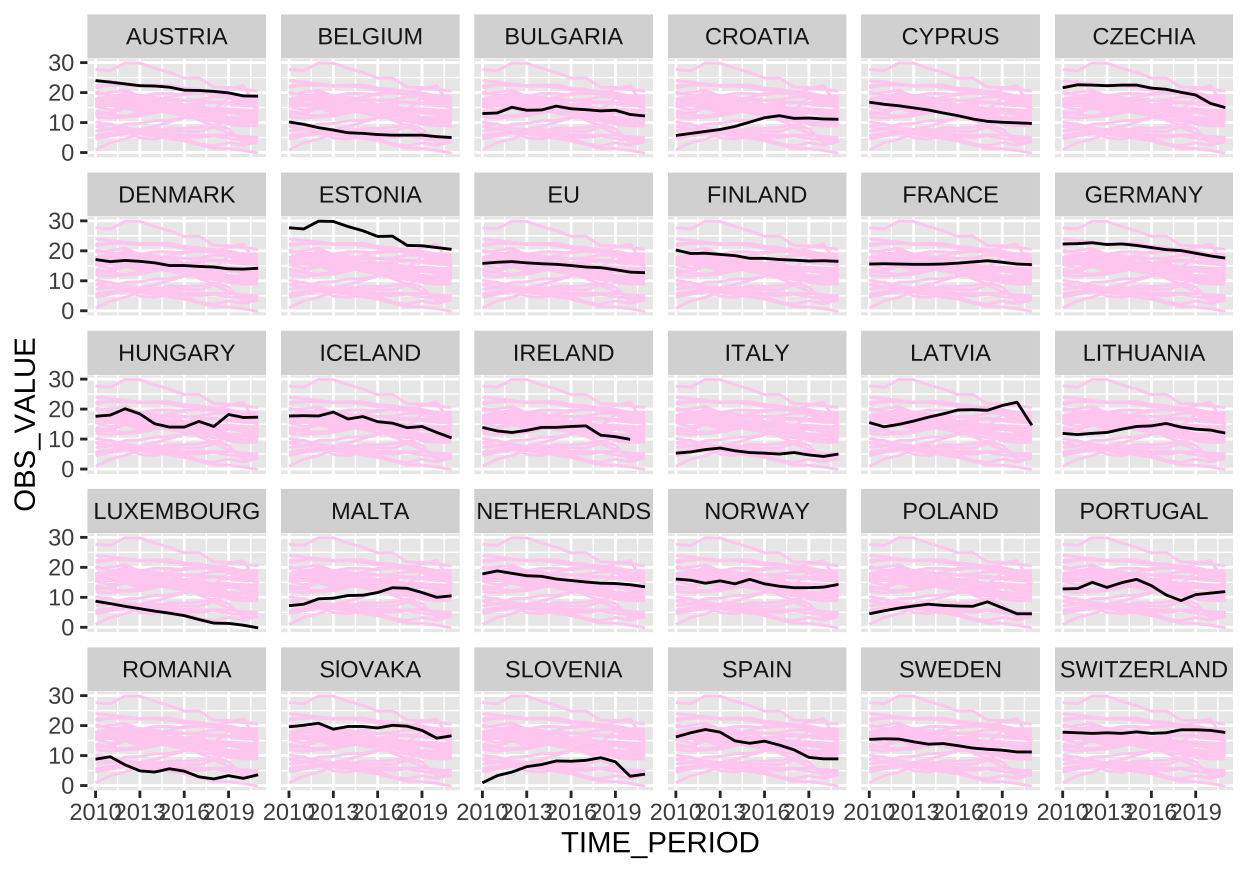 AUSTRIA BELGIUM BULGARIA CROATIA CYPRUS CZECHIA
30
20
10
0
DENMARK ESTONIA EU FINLAND FRANCE GERMANY
30
20
10
0
HUNGARY ICELAND IRELAND ITALY LATVIA LITHUANIA
30
20
10
0
OBS_VALUE
LUXEMBOURG MALTA NETHERLANDS NORWAY POLAND PORTUGAL
30
20
10
0
ROMANIA SlOVAKA SLOVENIA SPAIN SWEDEN SWITZERLAND
30
20
10
0
2010 2013 2016 2019 2010 2013 2016 2019 2010 2013 2016 2019 2010 2013 2016 2019 2010 2013 2016 2019 2010 2013 2016 2019
TIME_PERIOD